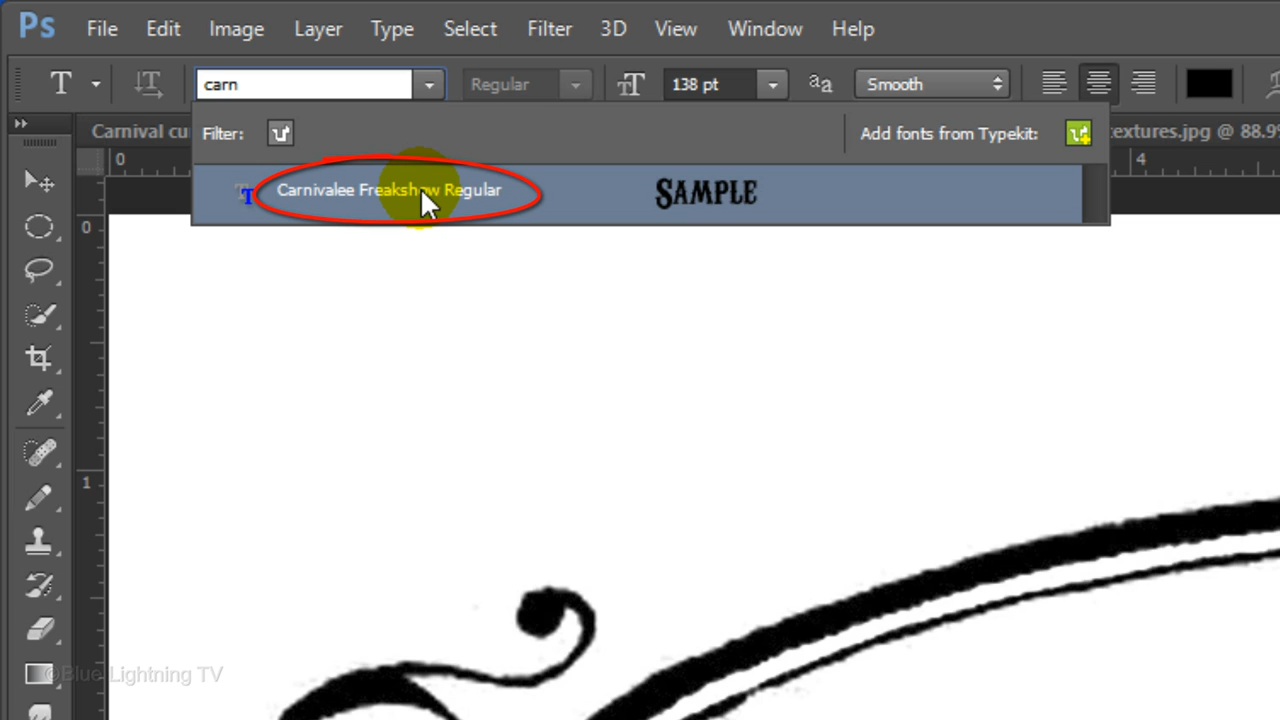 Ps File Edit Image Layer Type Select Filter 3D View Window Help
T T carn Regular TT 138 pt aa Smooth
Carnival cu textures.jpg @ 88.9%
Filter: Add fonts from Typekit:
0 4
T Carnivalee Freakshow Regular SAMPLE
0
1
©Blue Lightning TV